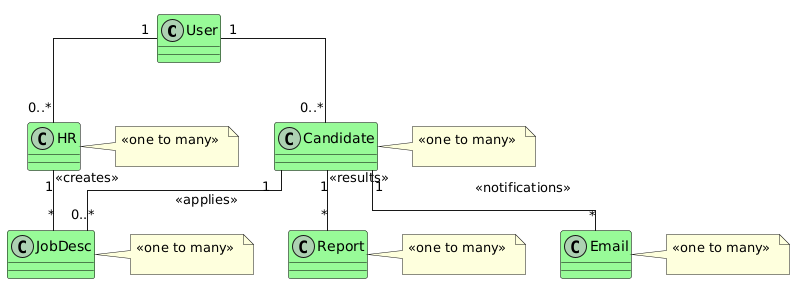 C User
1
1
0..*
0..*
C HR
«one to many»
C Candidate
«one to many»
«creates»
«results»
1
1
1
1
«notifications»
«applies»
*
0..*
*
*
C JobDesc
«one to many»
C Report
«one to many»
C Email
«one to many»